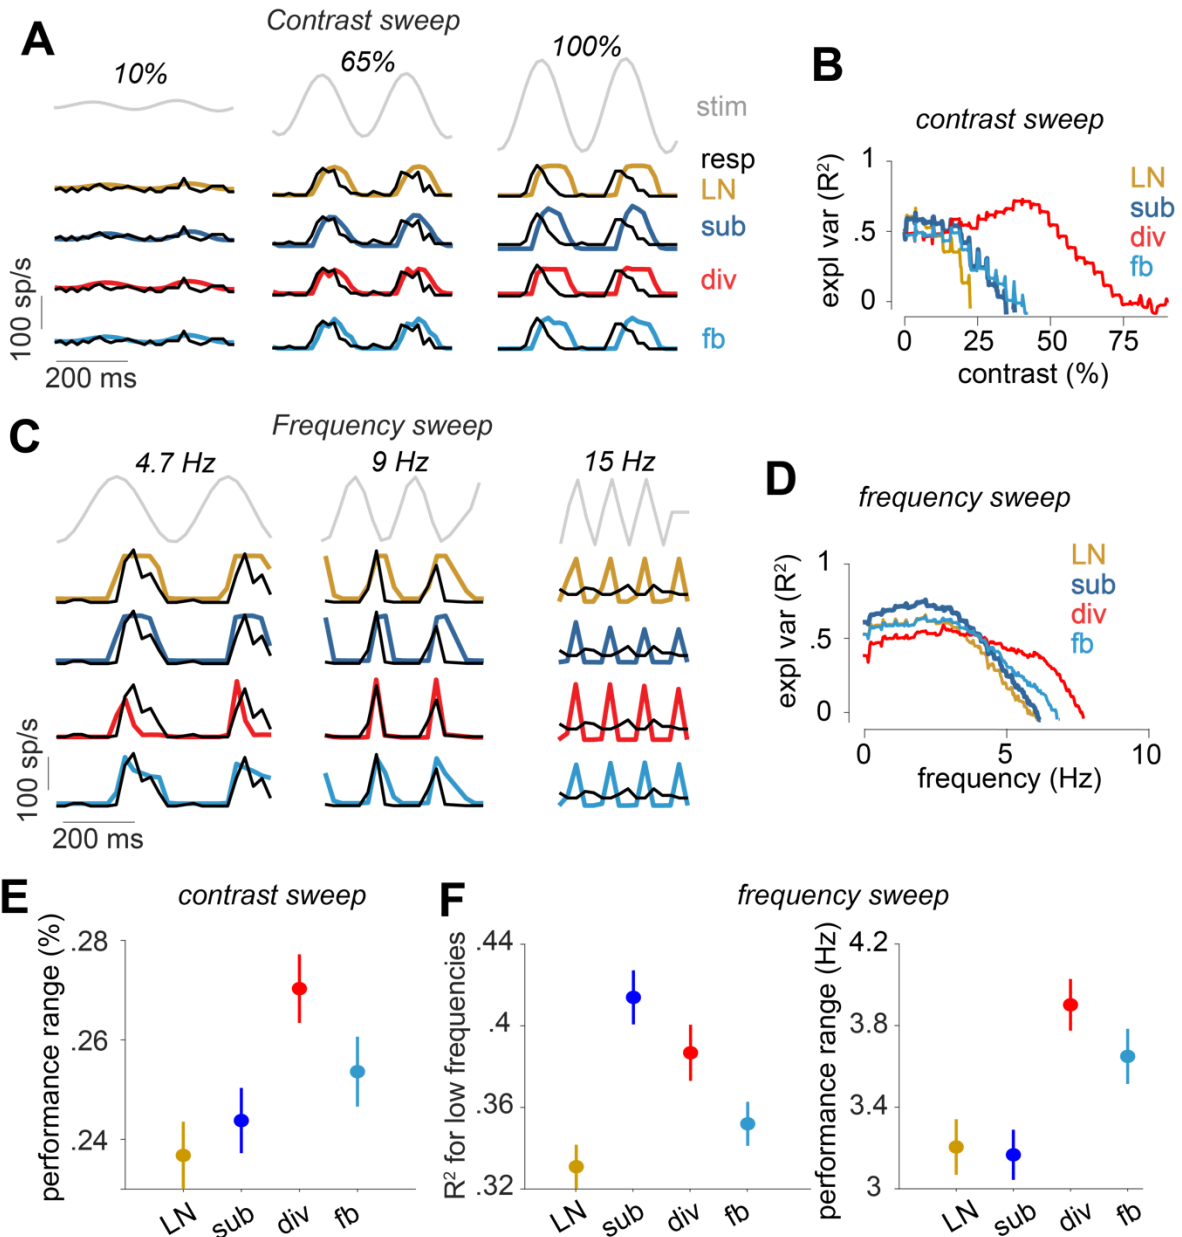 A
Contrast sweep
10%
65%
100%
stim
resp
LN
sub
div
fb
100 sp/s
200 ms
B
contrast sweep
expl var (R²)
1
.5
0
LN
sub
div
fb
0 25 50 75
contrast (%)
C
Frequency sweep
4.7 Hz
9 Hz
15 Hz
100 sp/s
200 ms
D
frequency sweep
expl var (R²)
1
.5
0
LN
sub
div
fb
0 5 10
frequency (Hz)
E
contrast sweep
performance range (%)
.28
.26
.24
LN sub div fb
F
frequency sweep
R² for low frequencies
.44
.4
.36
.32
LN sub div fb
performance range (Hz)
4.2
3.8
3.4
3
LN sub div fb